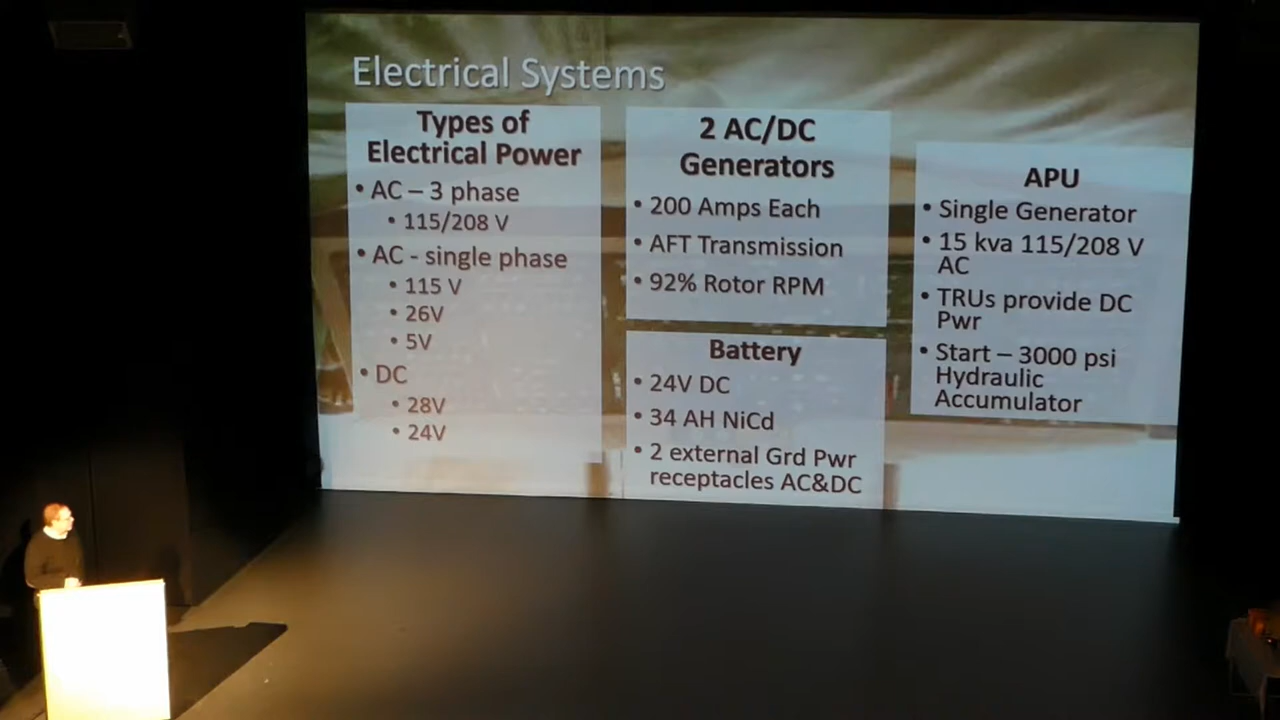 Electrical Systems
Types of
Electrical Power
• AC – 3 phase
• 115/208 V
• AC - single phase
• 115 V
• 26V
• 5V
• DC
• 28V
• 24V
2 AC/DC
Generators
• 200 Amps Each
• AFT Transmission
• 92% Rotor RPM
Battery
• 24V DC
• 34 AH NiCd
• 2 external Grd Pwr
receptacles AC&DC
APU
• Single Generator
• 15 kva 115/208 V
AC
• TRUs provide DC
Pwr
• Start – 3000 psi
Hydraulic
Accumulator